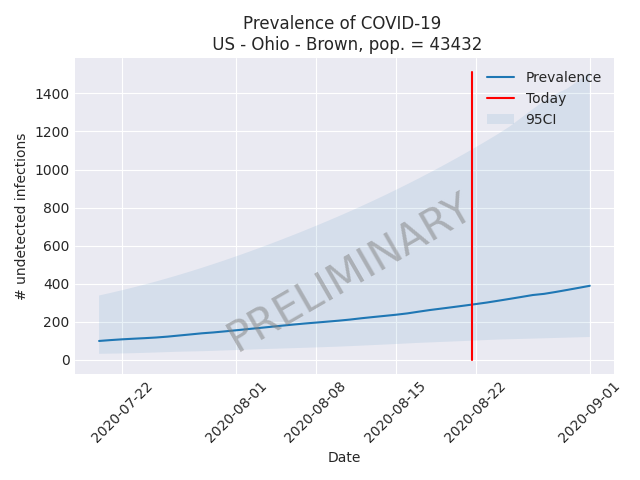 Prevalence of COVID-19
US - Ohio - Brown, pop. = 43432
Prevalence
Today
95CI
1400
1200
1000
800
600
400
200
0
# undetected infections
PRELIMINARY
2020-07-22
2020-08-01
2020-08-08
2020-08-15
2020-08-22
2020-09-01
Date